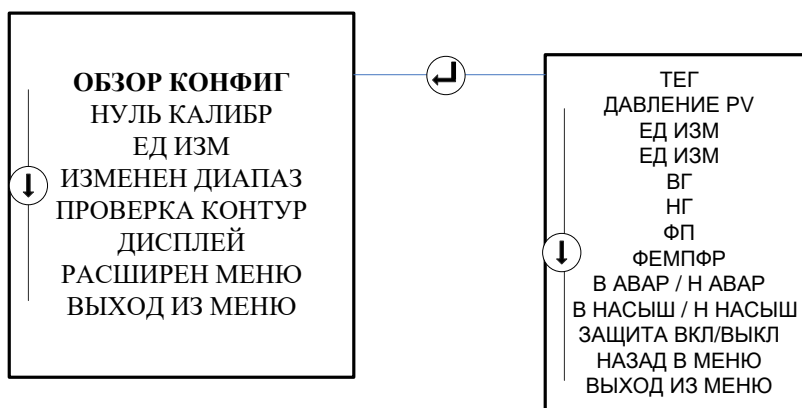 ОБЗОР КОНФИГ
НУЛЬ КАЛИБР
ЕД ИЗМ
ИЗМЕНЕН ДИАПАЗ
ПРОВЕРКА КОНТУР
ДИСПЛЕЙ
РАСШИРЕН МЕНЮ
ВЫХОД ИЗ МЕНЮ
ТЕГ
ДАВЛЕНИЕ PV
ЕД ИЗМ
ЕД ИЗМ
ВГ
НГ
ФП
ФЕМПФР
В АВАР / Н АВАР
В НАСЫШ / Н НАСЫШ
ЗАЩИТА ВКЛ/ВЫКЛ
НАЗАД В МЕНЮ
ВЫХОД ИЗ МЕНЮ